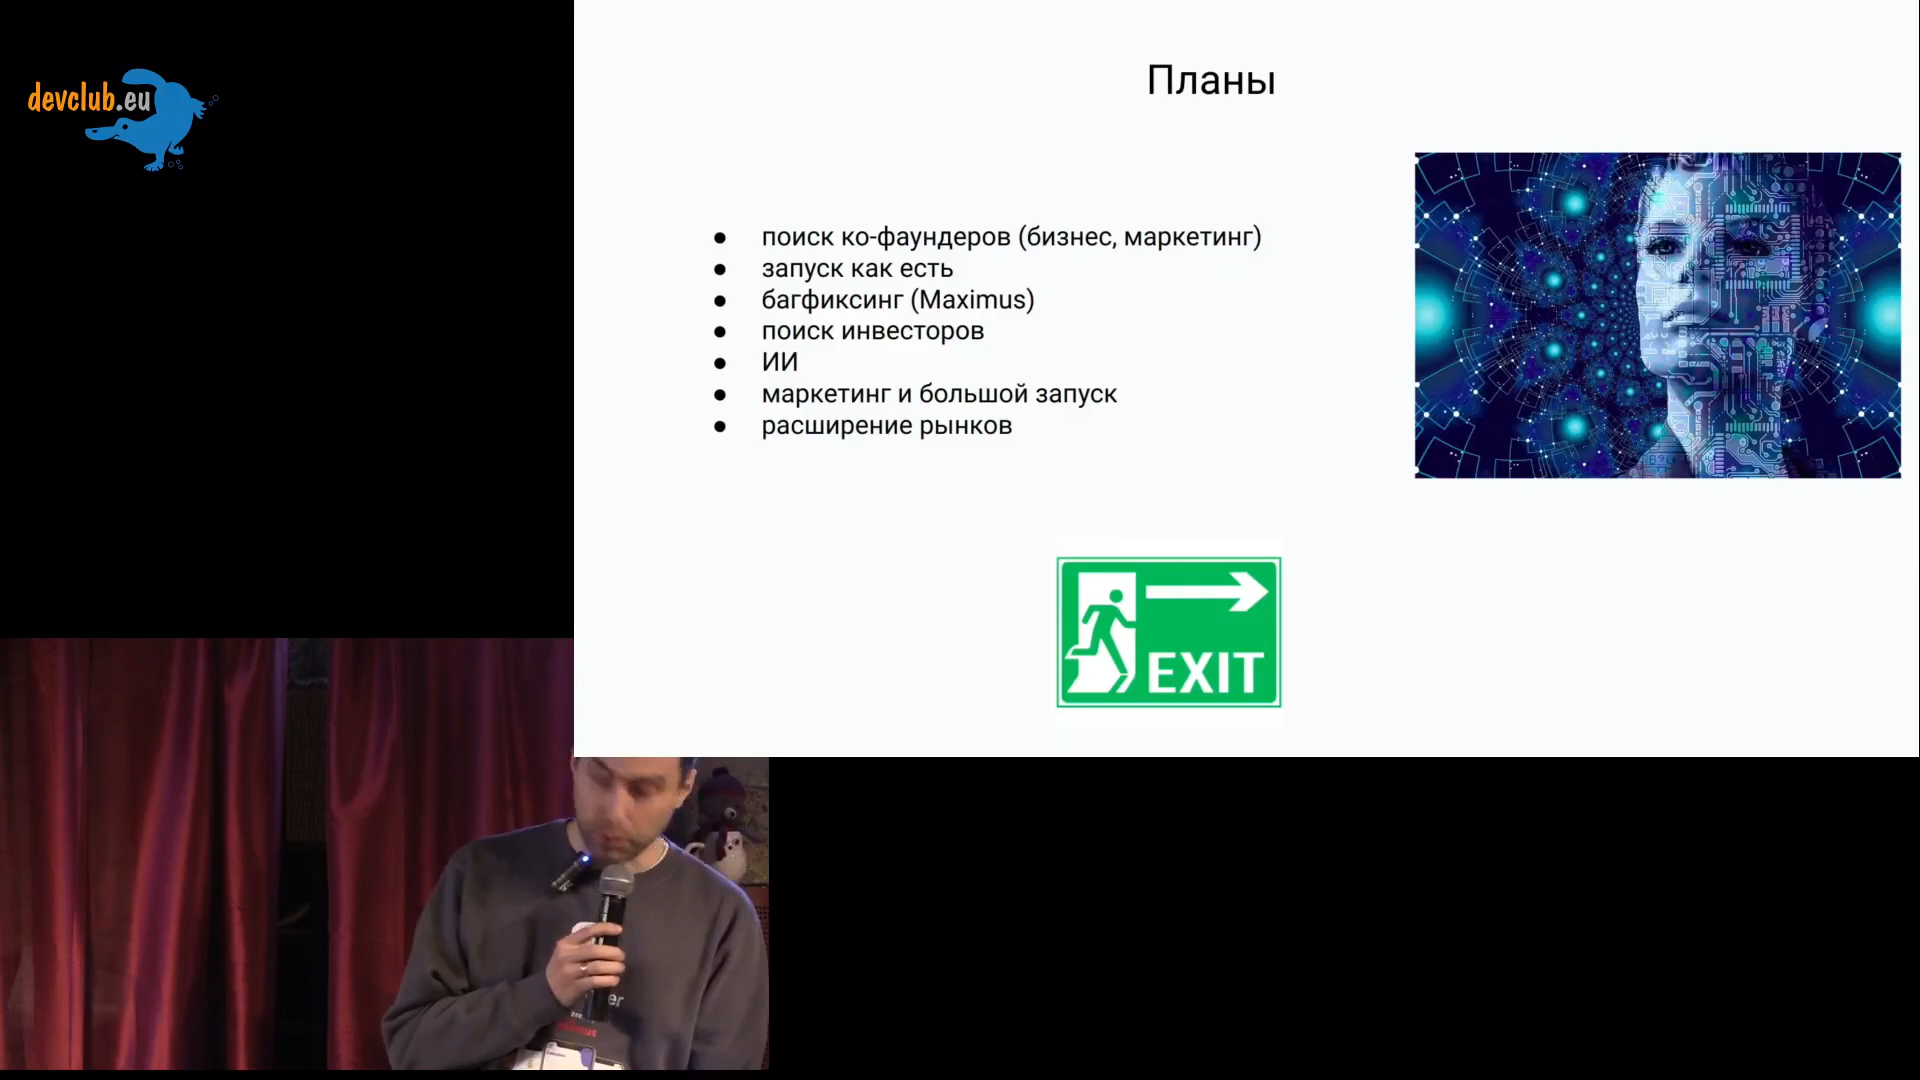 devclub.eu
Планы
● поиск ко-фаундеров (бизнес, маркетинг)
● запуск как есть
● багфиксинг (Maximus)
● поиск инвесторов
● ИИ
● маркетинг и большой запуск
● расширение рынков
EXIT